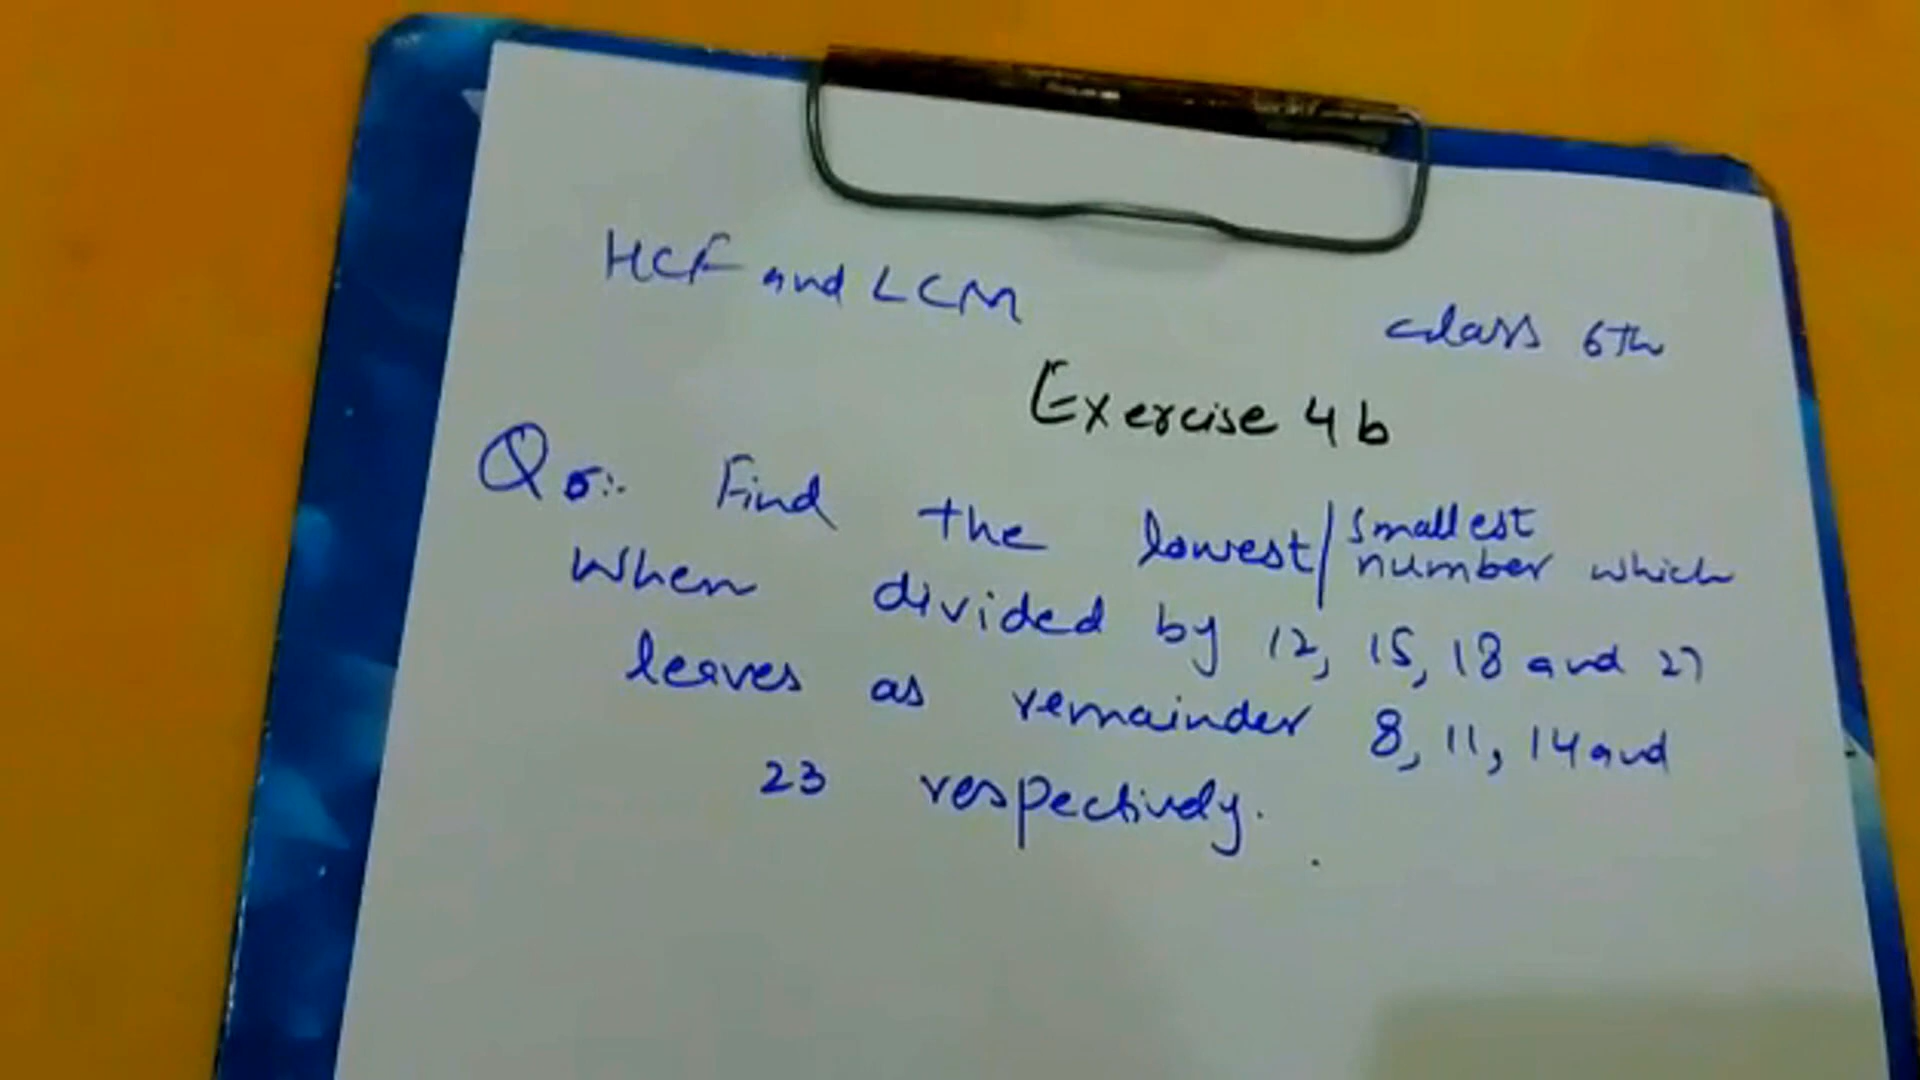 HCF and LCM
class 6th
Exercise 4b
Q 5:- Find the lowest/smallest number which
when divided by 12, 15, 18 and 27
leaves as remainder 8, 11, 14 and
23 respectively.